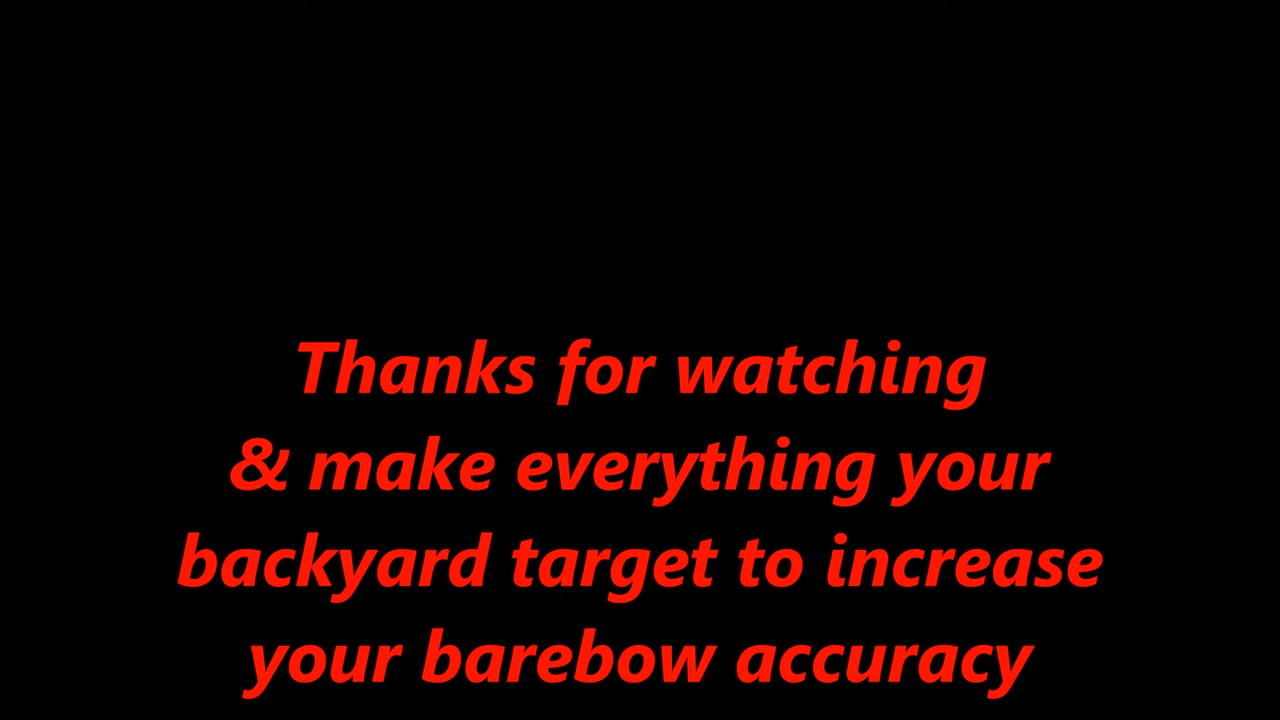 Thanks for watching
& make everything your
backyard target to increase
your barebow accuracy